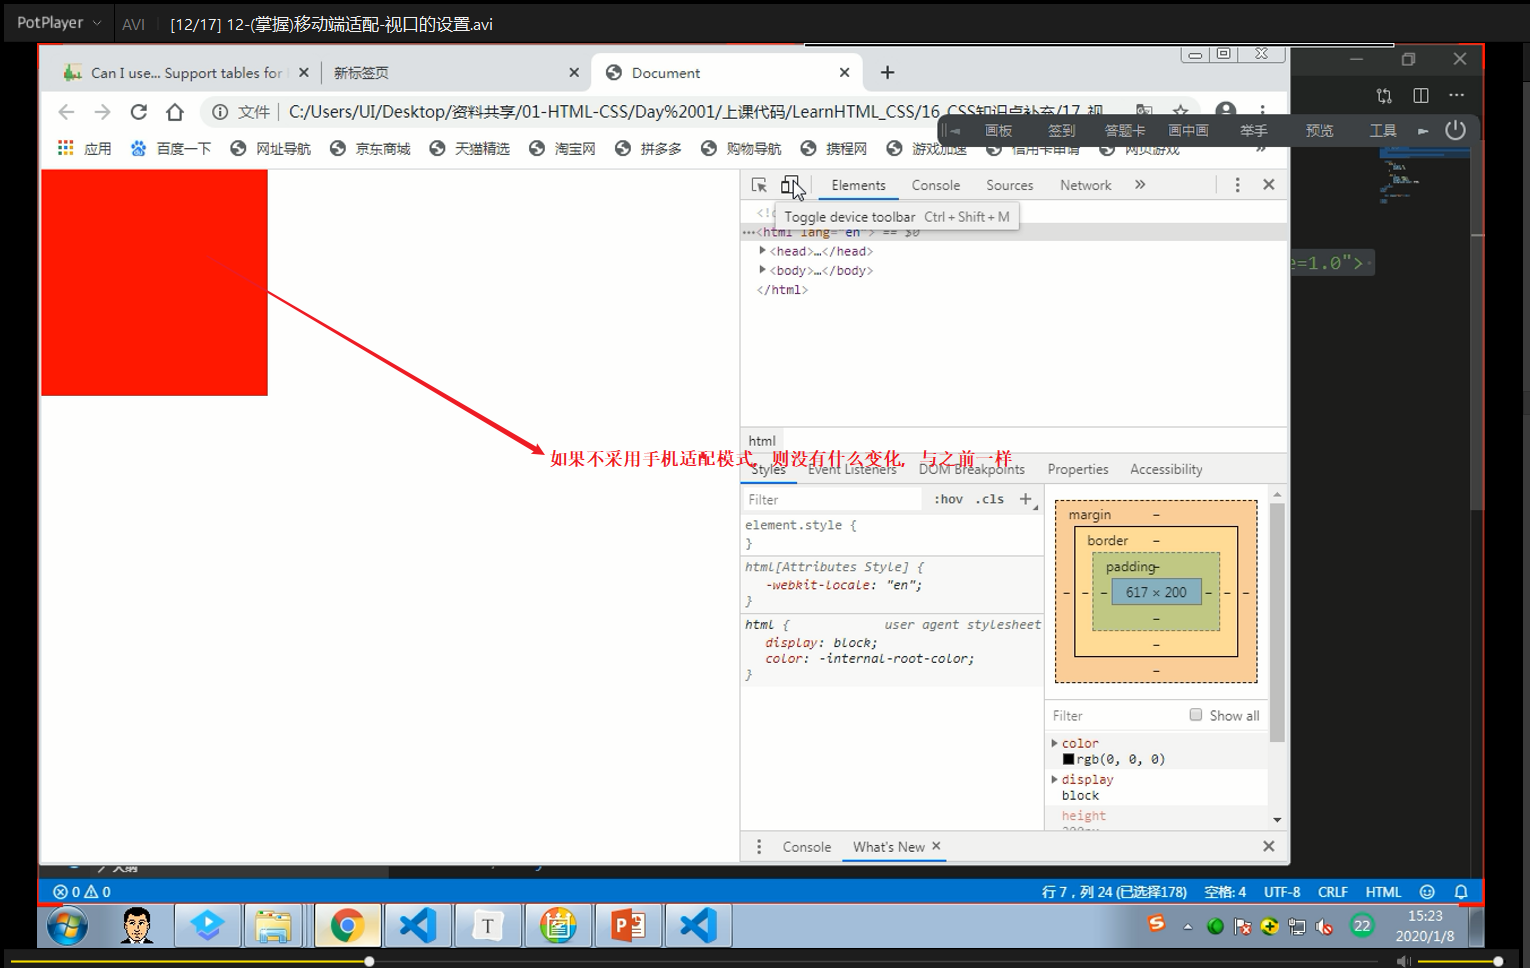 PotPlayer AVI [12/17] 12-(掌握)移动端适配-视口的设置.avi
Can I use... Support tables for
新标签页
Document
文件 C:/Users/UI/Desktop/资料共享/01-HTML-CSS/Day%2001/上课代码/LearnHTML_CSS/16_CSS知识点补充/17_视
画板 签到 答题卡 画中画 举手 预览 工具
应用 百度一下 网址导航 京东商城 天猫精选 淘宝网 拼多多 购物导航 携程网 游戏加速 信用卡申请 网页游戏 »
Elements Console Sources Network »
Toggle device toolbar Ctrl + Shift + M
<html lang="en"> == $0
<head>…</head>
<body>…</body>
</html>
e=1.0">
html
如果不采用手机适配模式，则没有什么变化，与之前一样
Styles Event Listeners DOM Breakpoints Properties Accessibility
Filter :hov .cls +
element.style {
}
html[Attributes Style] {
-webkit-locale: "en";
}
html { user agent stylesheet
display: block;
color: -internal-root-color;
}
margin –
border –
padding –
– – – 617 × 200 – – –
–
–
–
Filter Show all
color
rgb(0, 0, 0)
display
block
height
Console What's New
0 0 行 7，列 24 (已选择178) 空格: 4 UTF-8 CRLF HTML
T
22
15:23
2020/1/8